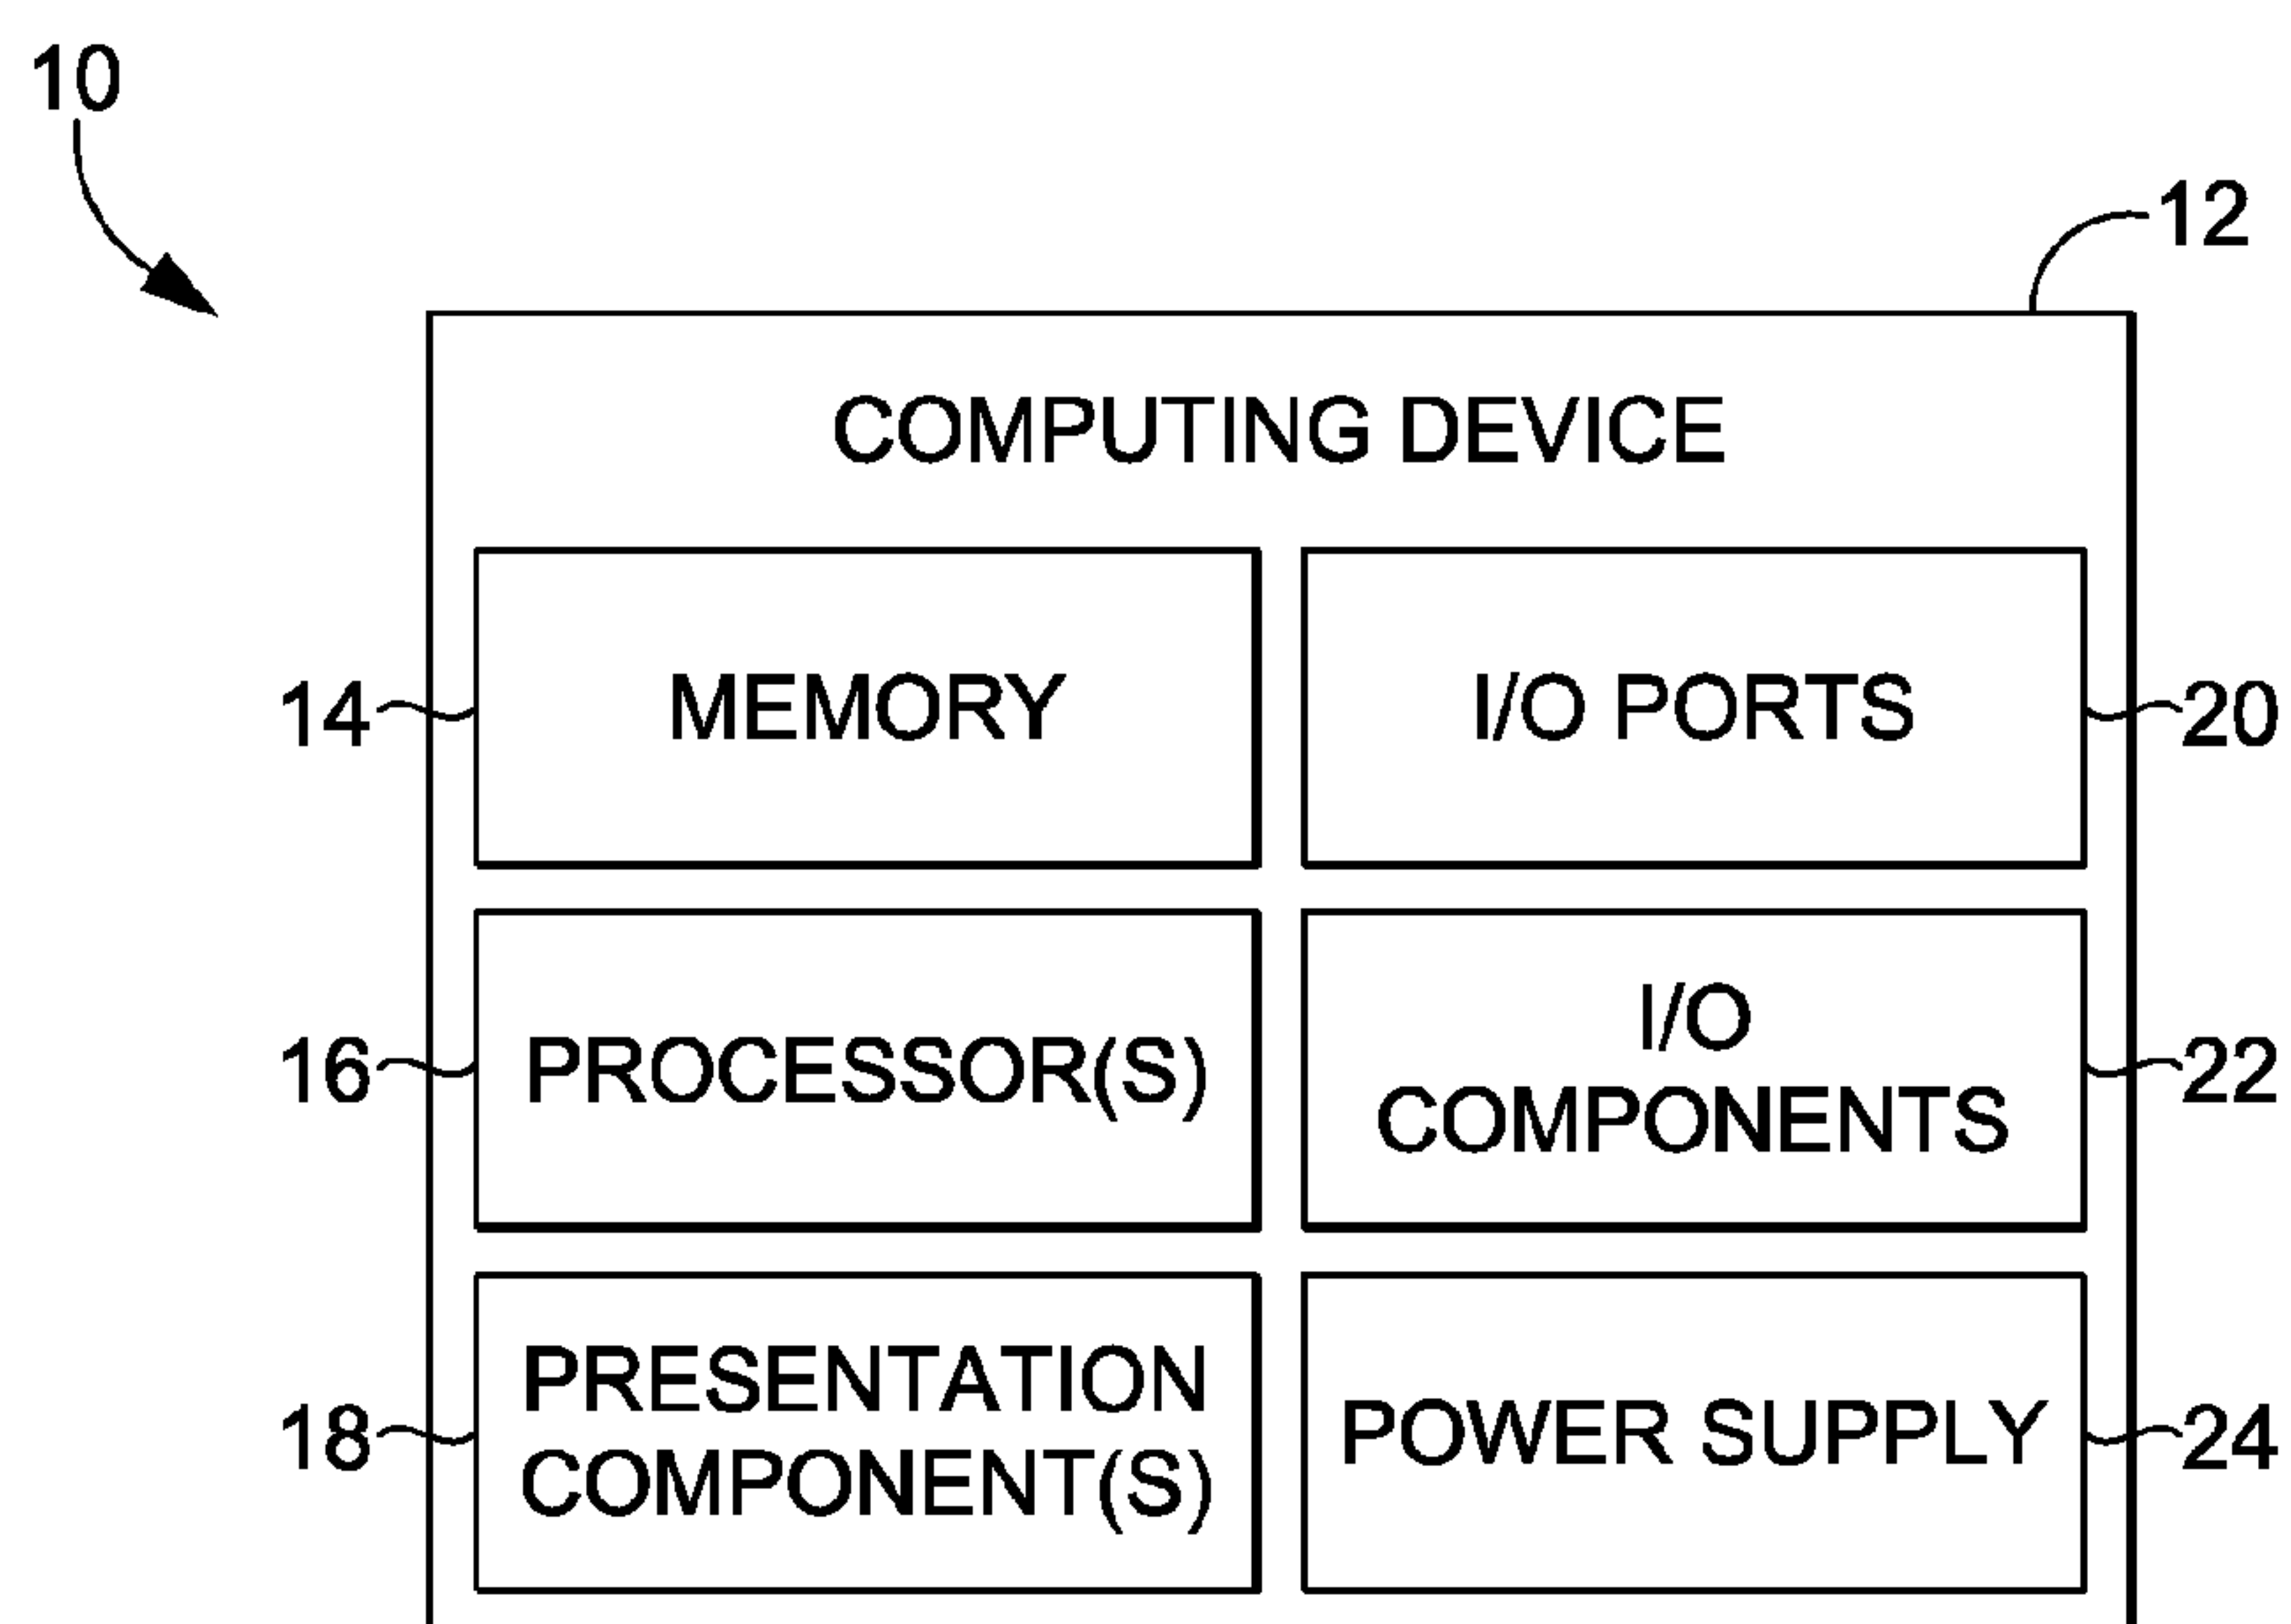 10
12
COMPUTING DEVICE
14
MEMORY
I/O PORTS
20
16
PROCESSOR(S)
I/O
COMPONENTS
22
18
PRESENTATION
COMPONENT(S)
POWER SUPPLY
24